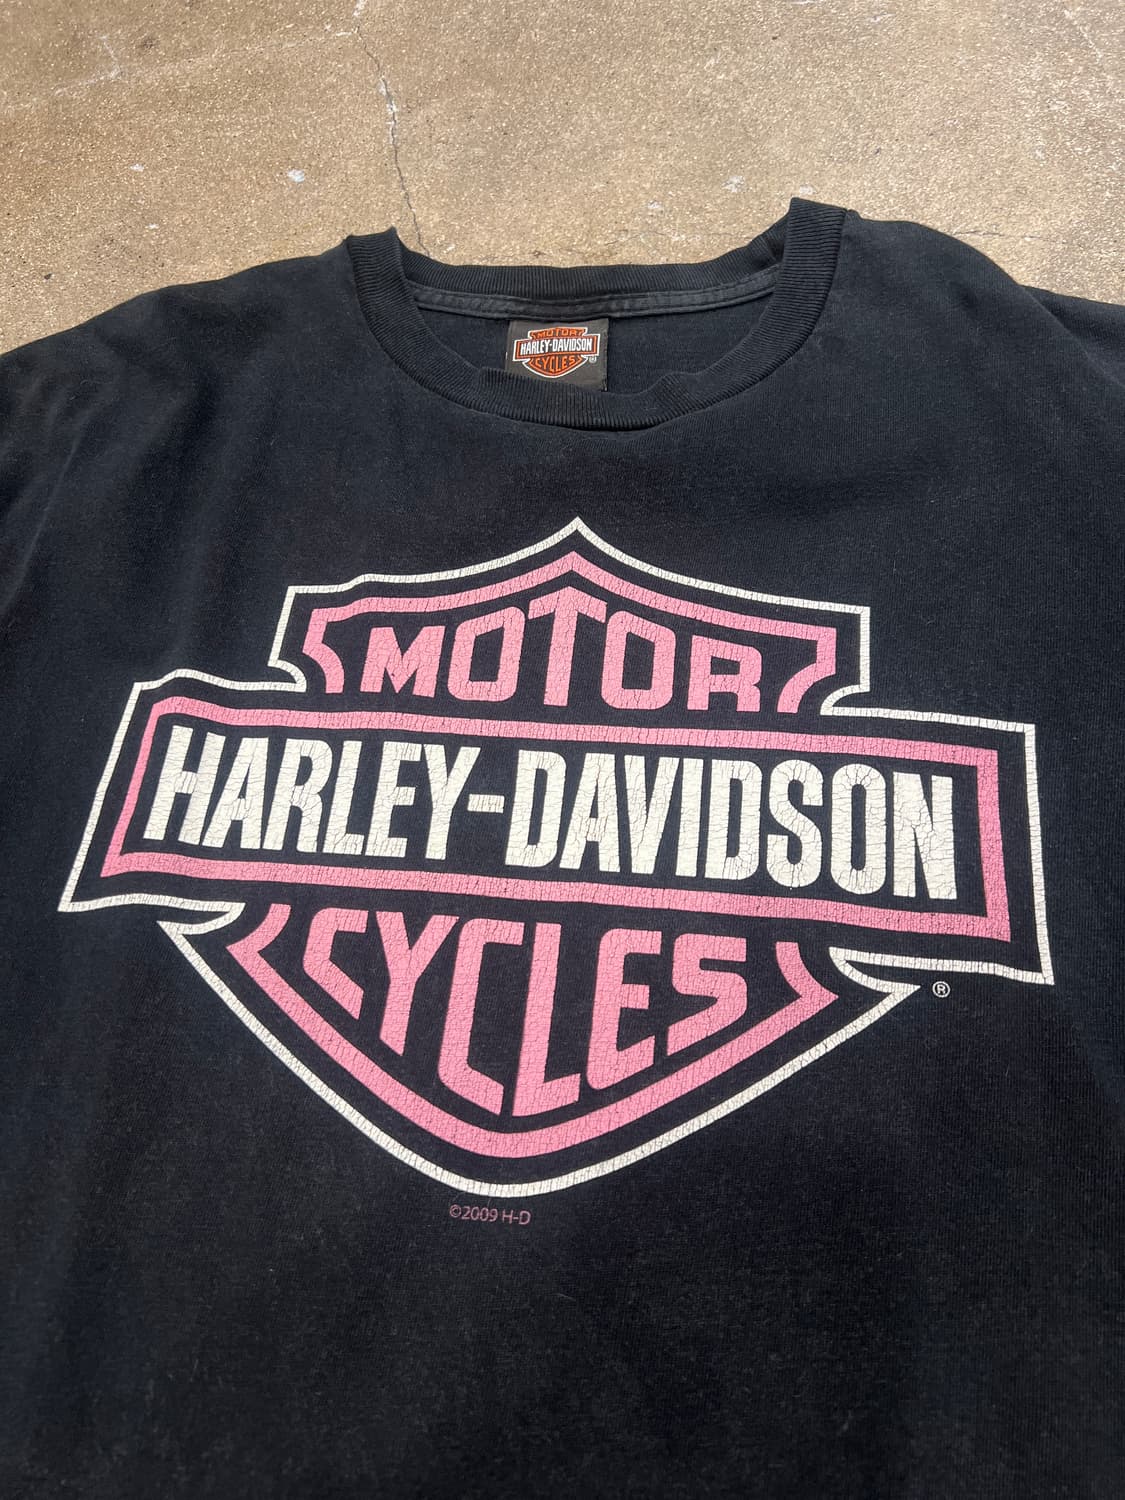 MOTOR
HARLEY-DAVIDSON
CYCLES
®
MOTOR
HARLEY-DAVIDSON
CYCLES
®
©2009 H-D